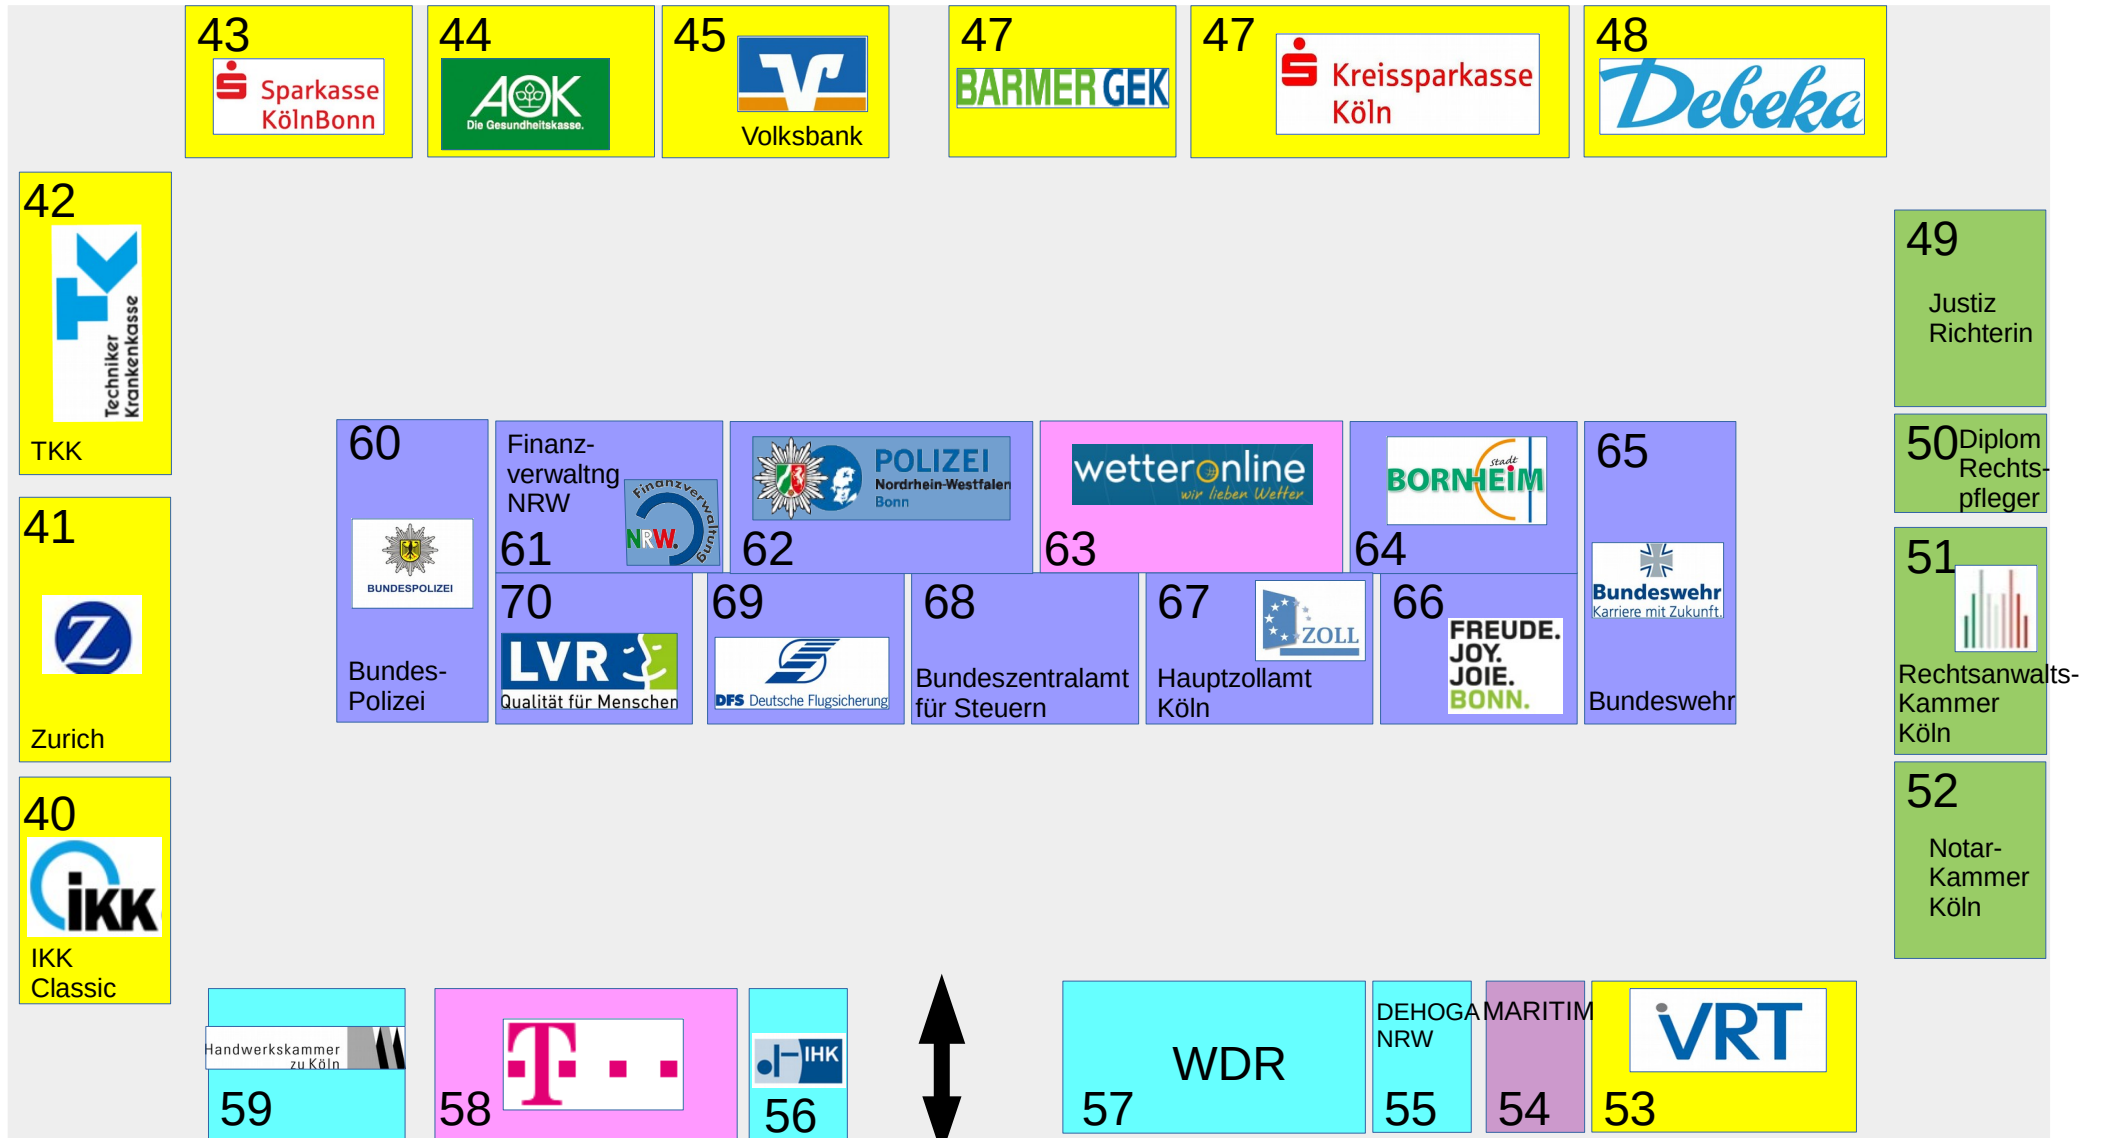 43
Sparkasse
KölnBonn
44
AOK
Die Gesundheitskasse.
45
Volksbank
47
BARMER GEK
47
Kreissparkasse
Köln
48
Debeka
42
TK
Techniker
Krankenkasse
TKK
41
Z
Zurich
40
IKK
IKK
Classic
60
BUNDESPOLIZEI
Bundes-
Polizei
Finanz-
verwaltng
NRW
Finanzverwaltung
NRW.
61
POLIZEI
Nordrhein-Westfalen
Bonn
62
wetteronline
wir lieben Wetter
63
Stadt
BORNHEiM
64
65
Bundeswehr
Karriere mit Zukunft.
Bundeswehr
70
LVR
Qualität für Menschen
69
DFS Deutsche Flugsicherung
68
Bundeszentralamt
für Steuern
67
ZOLL
Hauptzollamt
Köln
66
FREUDE.
JOY.
JOIE.
BONN.
49
Justiz
Richterin
50
Diplom
Rechts-
pfleger
51
Rechtsanwalts-
Kammer
Köln
52
Notar-
Kammer
Köln
Handwerkskammer
zu Köln
59
T
58
IHK
56
WDR
57
DEHOGA
NRW
55
MARITIM
54
VRT
53